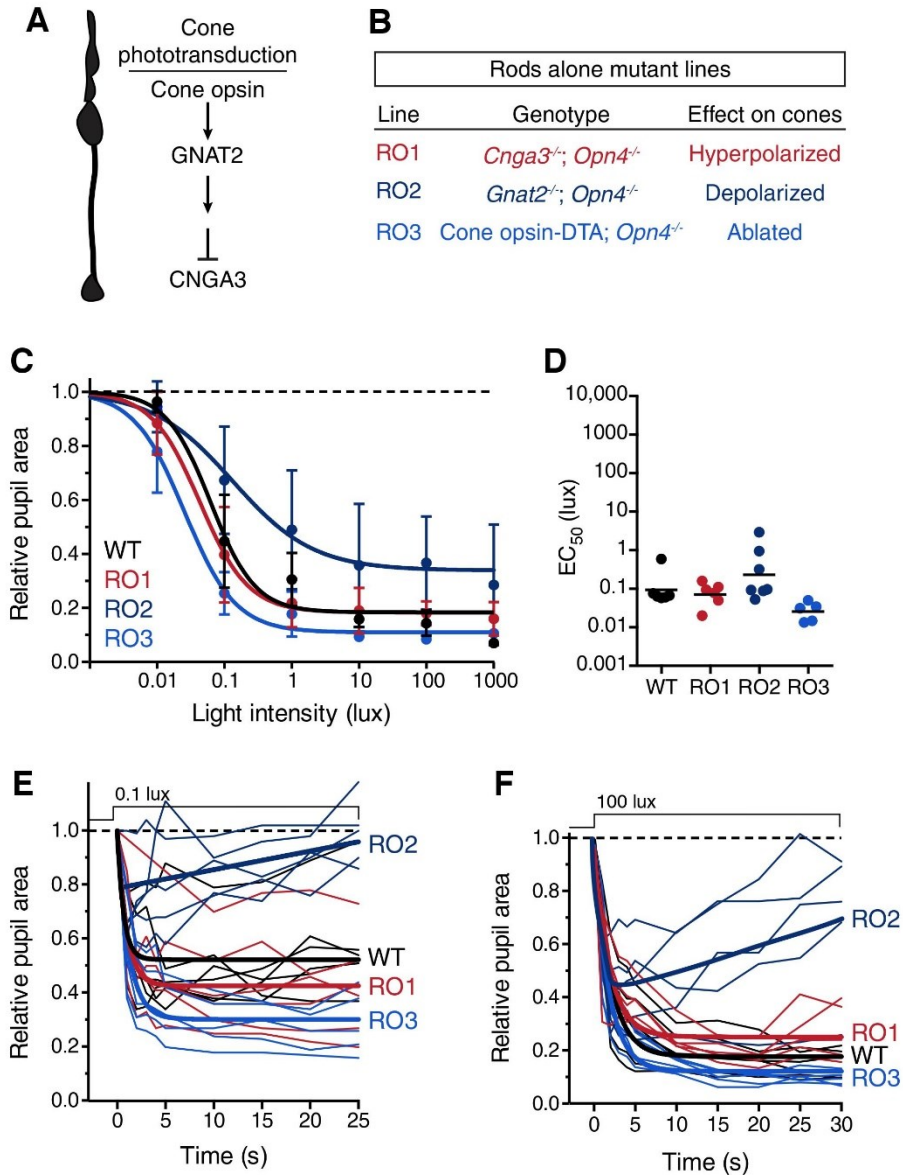 A
Cone
phototransduction
Cone opsin
GNAT2
CNGA3
B
Rods alone mutant lines
Line Genotype Effect on cones
RO1 Cnga3-/-; Opn4-/- Hyperpolarized
RO2 Gnat2-/-; Opn4-/- Depolarized
RO3 Cone opsin-DTA; Opn4-/- Ablated
C
Relative pupil area
1.0
0.8
0.6
0.4
0.2
0.0
WT
RO1
RO2
RO3
0.01 0.1 1 10 100 1000
Light intensity (lux)
D
EC50 (lux)
10,000
1000
100
10
1
0.1
0.01
0.001
WT RO1 RO2 RO3
E
0.1 lux
Relative pupil area
1.0
0.8
0.6
0.4
0.2
0.0
RO2
WT
RO1
RO3
0 5 10 15 20 25
Time (s)
F
100 lux
Relative pupil area
1.0
0.8
0.6
0.4
0.2
0.0
RO2
RO1
WT
RO3
0 5 10 15 20 25 30
Time (s)